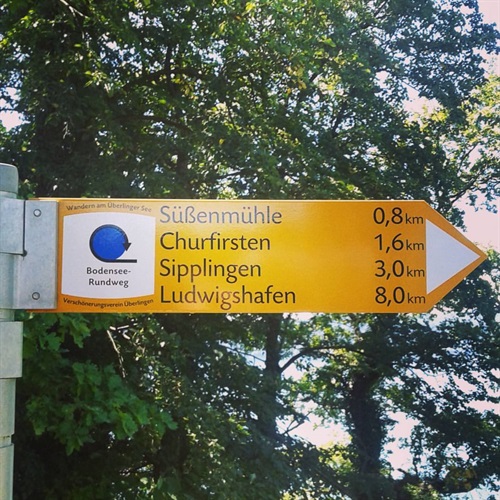 Wandern am Überlinger See
Bodensee-
Rundweg
Verschönerungsverein Überlingen
Süßenmühle 0,8 km
Churfirsten 1,6 km
Sipplingen 3,0 km
Ludwigshafen 8,0 km